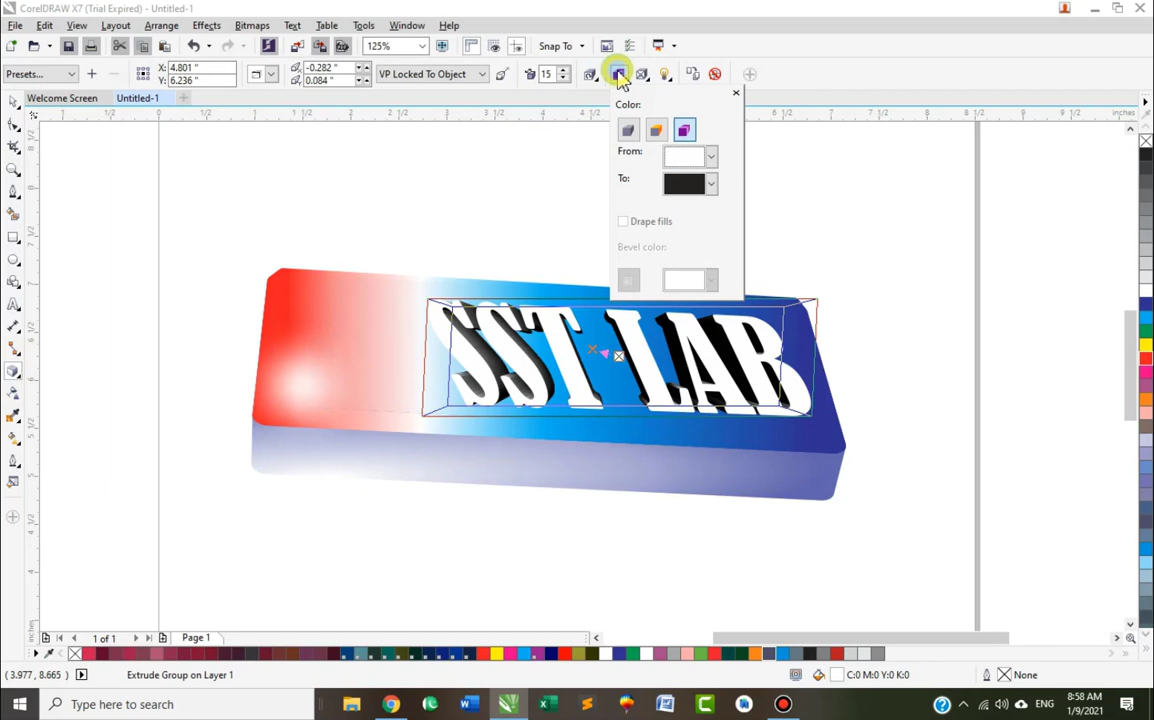 CorelDRAW X7 (Trial Expired) - Untitled-1
File Edit View Layout Arrange Effects Bitmaps Text Table Tools Window Help
125% Snap To
Presets... X: 4.801 " Y: 6.236 " -0.282 " 0.084 " VP Locked To Object 15
Welcome Screen Untitled-1
Color:
From:
To:
Drape fills
Bevel color:
inches
SST LAB
1 of 1 Page 1
(3.977, 8.665) Extrude Group on Layer 1 C:0 M:0 Y:0 K:0 None
Type here to search ENG 8:58 AM
1/9/2021